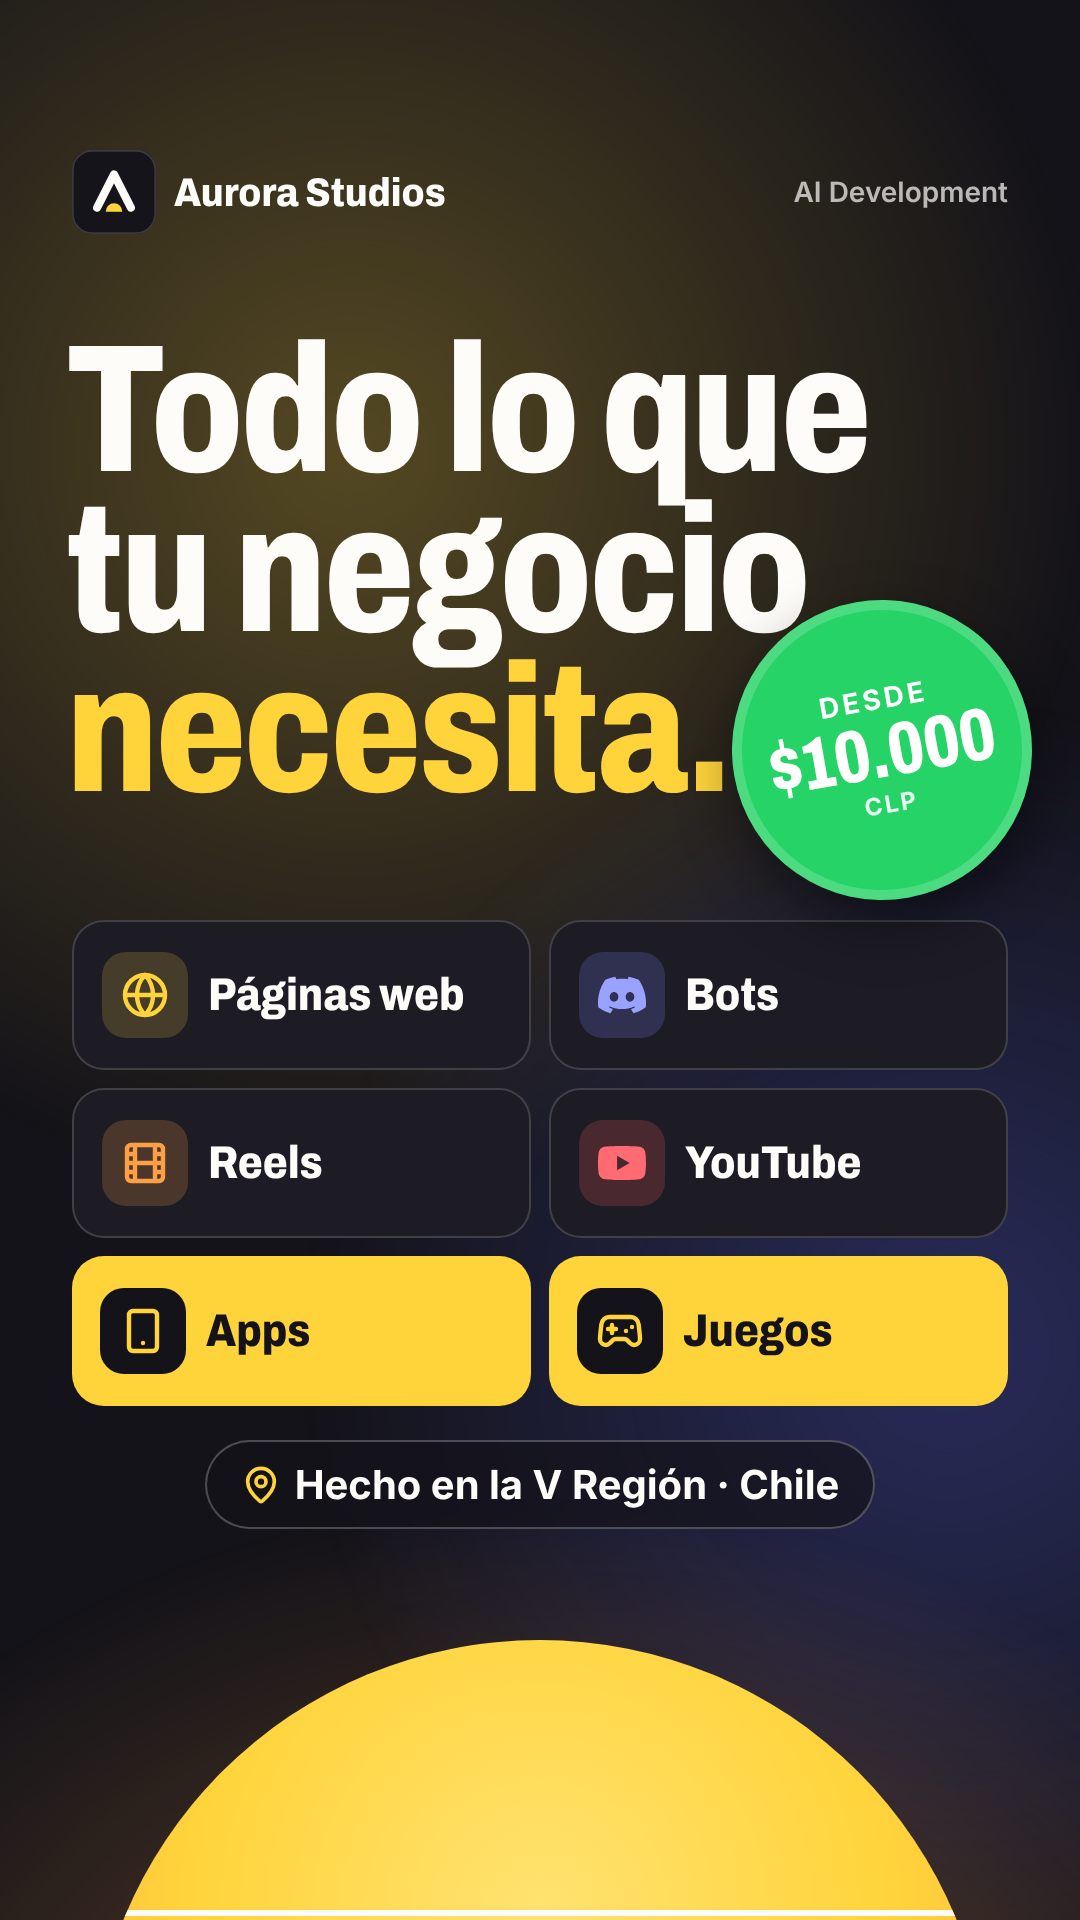 Aurora Studios
AI Development
Todo lo que
tu negocio
necesita.
DESDE
$10.000
CLP
Páginas web
Bots
Reels
YouTube
Apps
Juegos
Hecho en la V Región · Chile